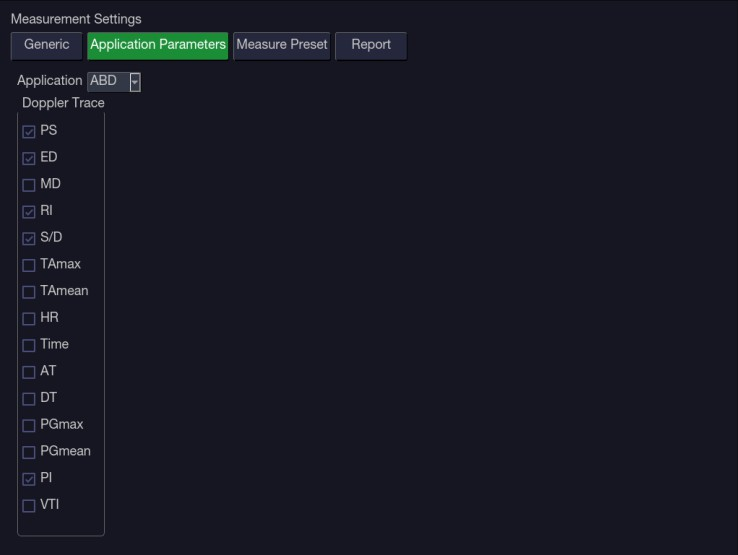 Measurement Settings
Generic Application Parameters Measure Preset Report
Application ABD
Doppler Trace
PS
ED
MD
RI
S/D
TAmax
TAmean
HR
Time
AT
DT
PGmax
PGmean
PI
VTI